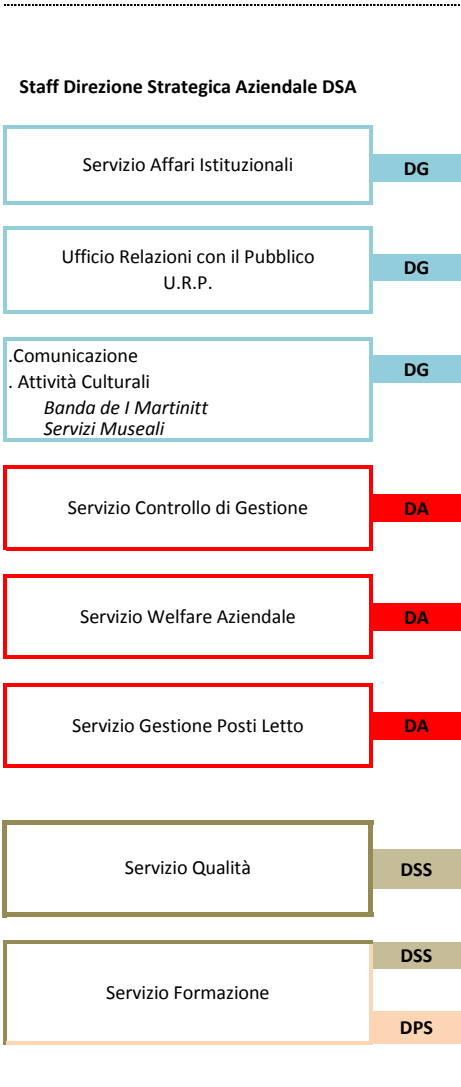 Staff Direzione Strategica Aziendale DSA
Servizio Affari Istituzionali
DG
Ufficio Relazioni con il Pubblico
U.R.P.
DG
.Comunicazione
. Attività Culturali
Banda de I Martinitt
Servizi Museali
DG
Servizio Controllo di Gestione
DA
Servizio Welfare Aziendale
DA
Servizio Gestione Posti Letto
DA
Servizio Qualità
DSS
Servizio Formazione
DSS
DPS